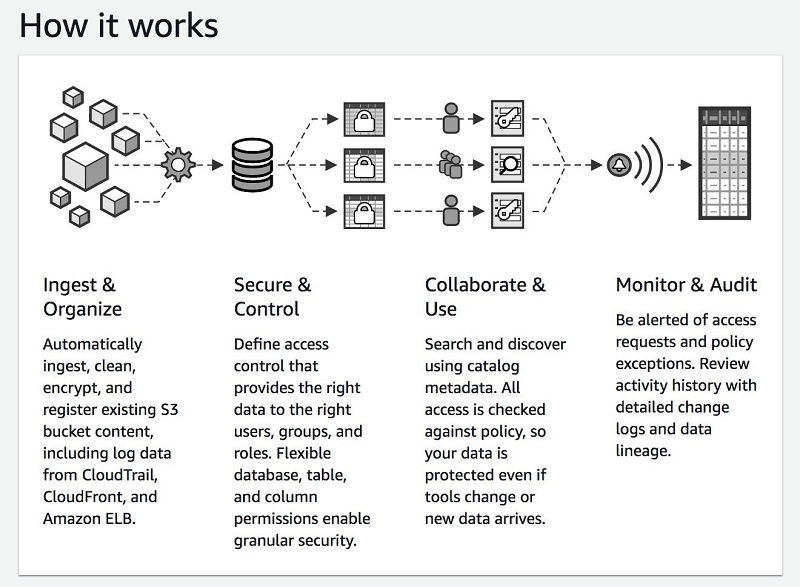 How it works
Ingest &
Organize
Automatically
ingest, clean,
encrypt, and
register existing S3
bucket content,
including log data
from CloudTrail,
CloudFront, and
Amazon ELB.
Secure &
Control
Define access
control that
provides the right
data to the right
users, groups, and
roles. Flexible
database, table,
and column
permissions enable
granular security.
Collaborate &
Use
Search and discover
using catalog
metadata. All
access is checked
against policy, so
your data is
protected even if
tools change or
new data arrives.
Monitor & Audit
Be alerted of access
requests and policy
exceptions. Review
activity history with
detailed change
logs and data
lineage.